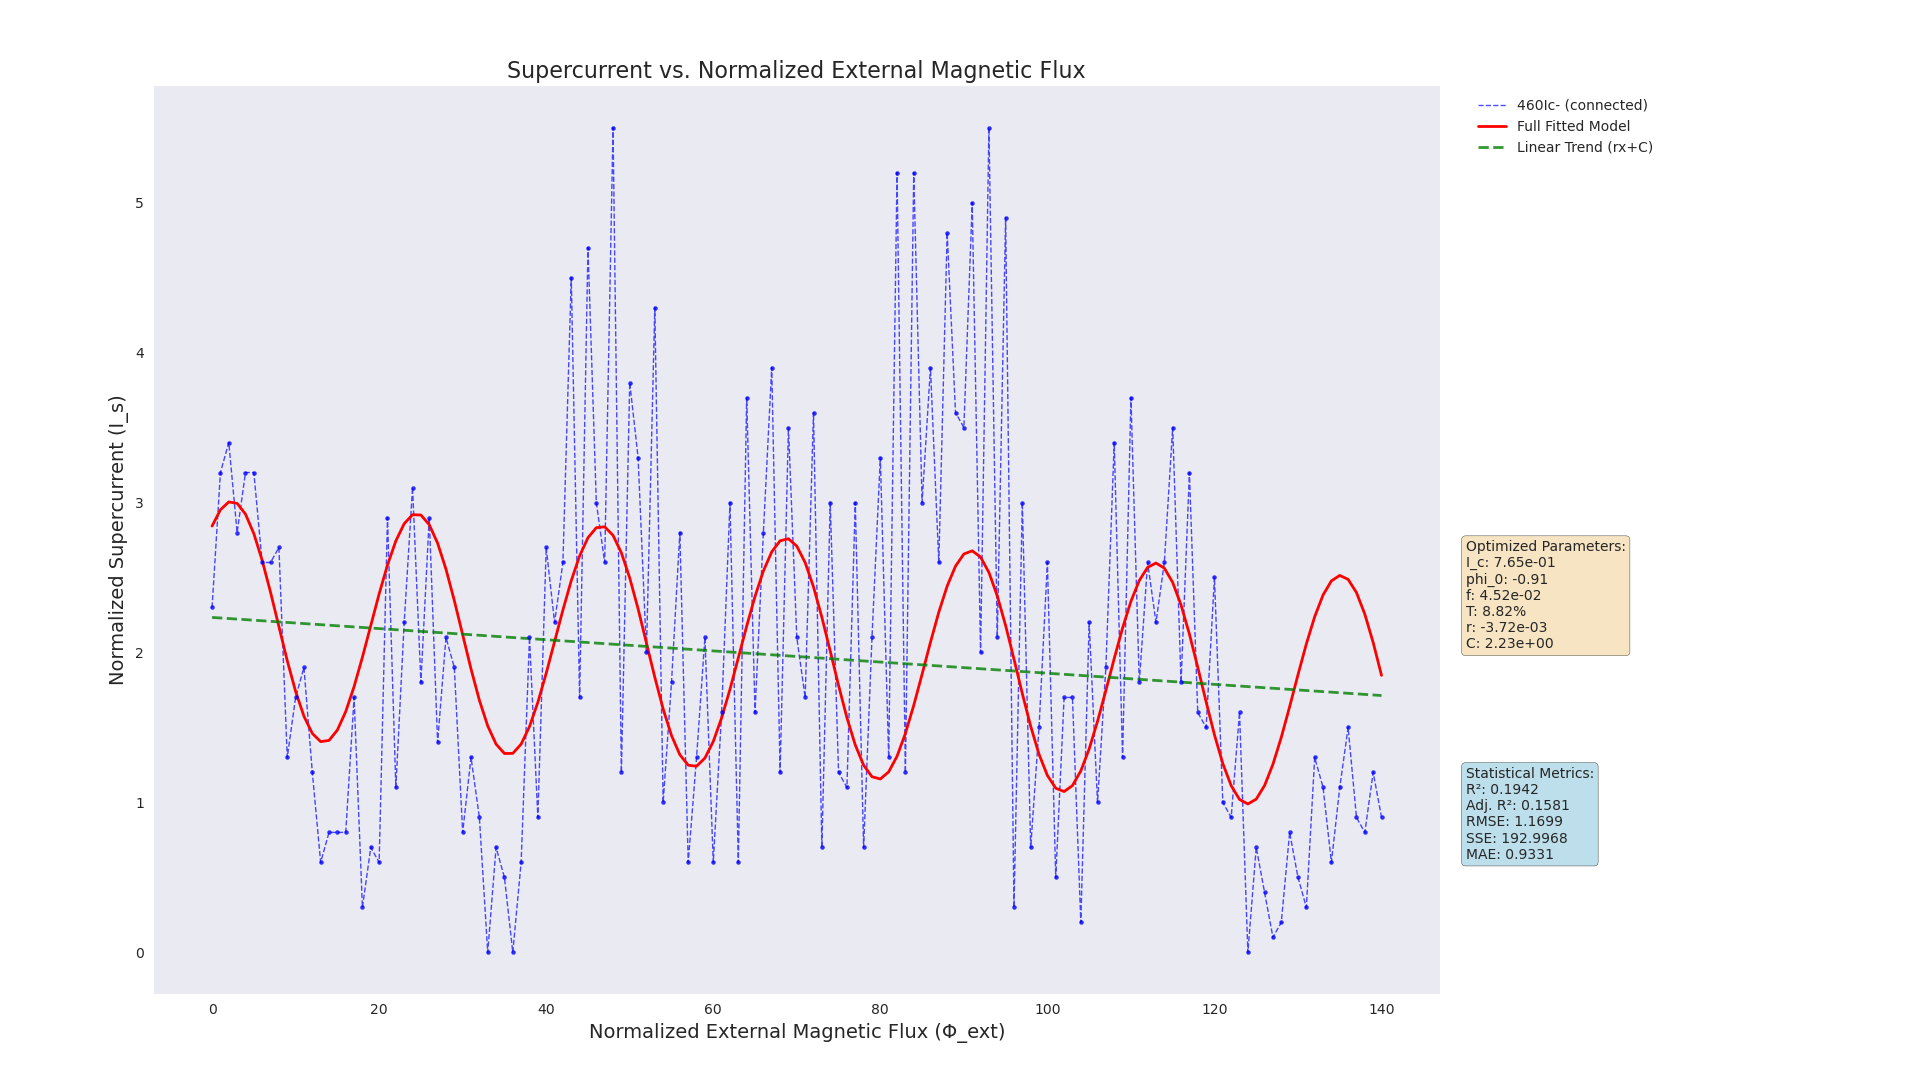 Supercurrent vs. Normalized External Magnetic Flux
460Ic- (connected)
Full Fitted Model
Linear Trend (rx+C)
Normalized Supercurrent (I_s)
5
4
3
2
1
0
0 20 40 60 80 100 120 140
Normalized External Magnetic Flux (Φ_ext)
Optimized Parameters:
I_c: 7.65e-01
phi_0: -0.91
f: 4.52e-02
T: 8.82%
r: -3.72e-03
C: 2.23e+00
Statistical Metrics:
R²: 0.1942
Adj. R²: 0.1581
RMSE: 1.1699
SSE: 192.9968
MAE: 0.9331